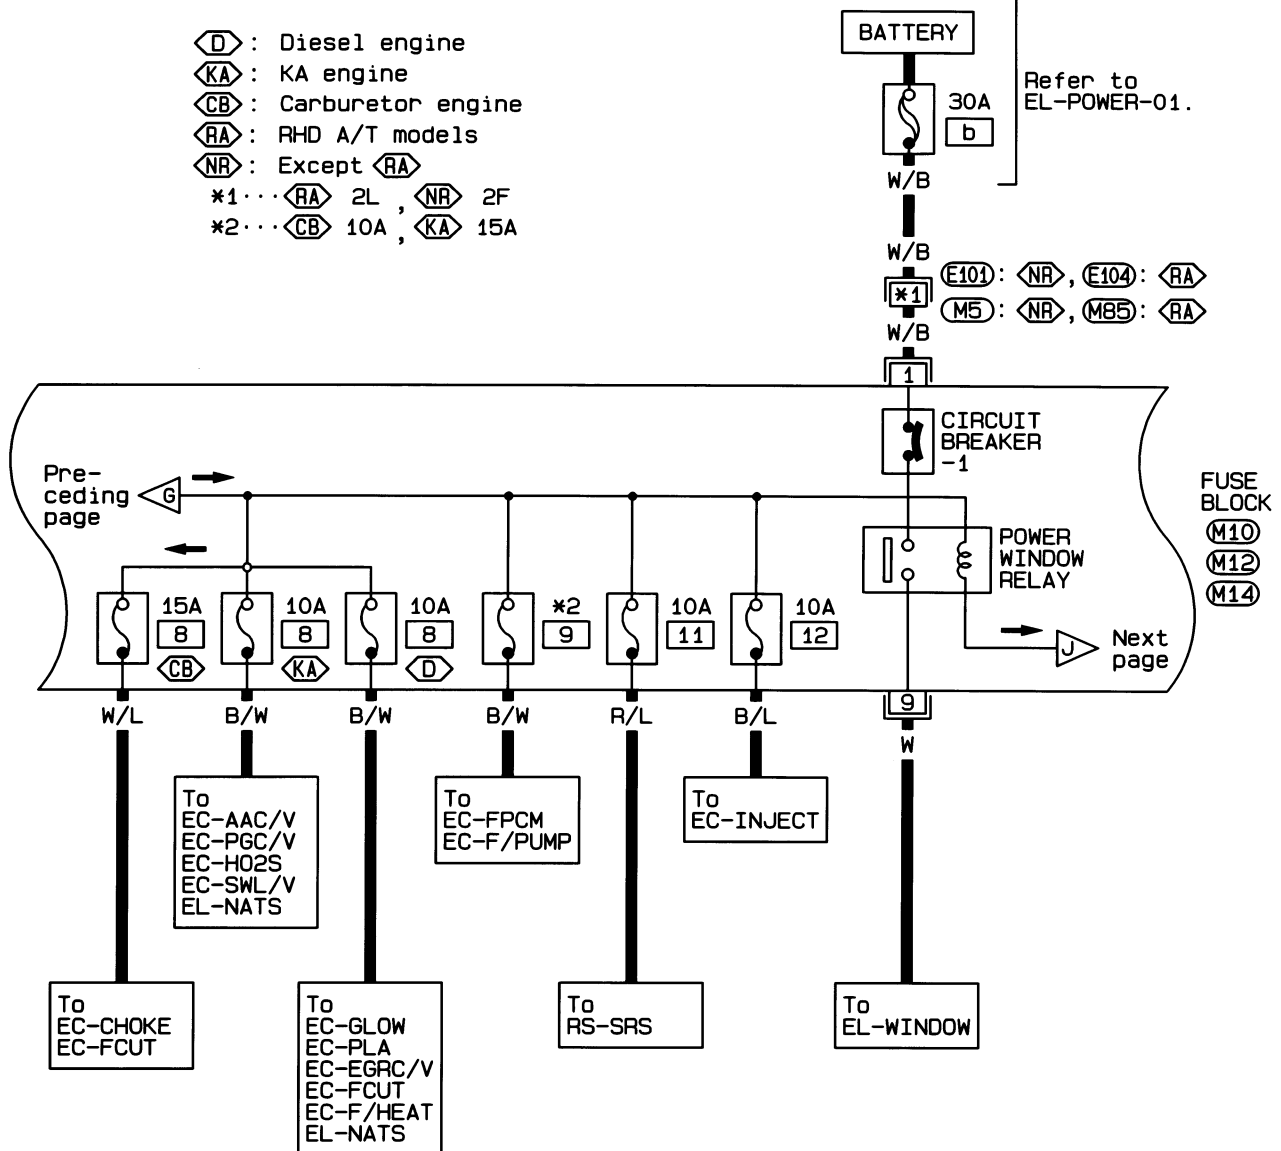 D : Diesel engine
KA : KA engine
CB : Carburetor engine
RA : RHD A/T models
NR : Except RA
*1 ··· RA 2L , NR 2F
*2 ··· CB 10A , KA 15A
BATTERY
30A
b
Refer to
EL-POWER-01.
W/B
W/B
*1
E101 : NR , E104 : RA
M5 : NR , M85 : RA
W/B
1
CIRCUIT
BREAKER
-1
Pre-
ceding
page
G
POWER
WINDOW
RELAY
FUSE
BLOCK
M10
M12
M14
15A
8
CB
10A
8
KA
10A
8
D
*2
9
10A
11
10A
12
J
Next
page
9
W/L
B/W
B/W
B/W
R/L
B/L
W
To
EC-AAC/V
EC-PGC/V
EC-HO2S
EC-SWL/V
EL-NATS
To
EC-FPCM
EC-F/PUMP
To
EC-INJECT
To
EC-CHOKE
EC-FCUT
To
EC-GLOW
EC-PLA
EC-EGRC/V
EC-FCUT
EC-F/HEAT
EL-NATS
To
RS-SRS
To
EL-WINDOW